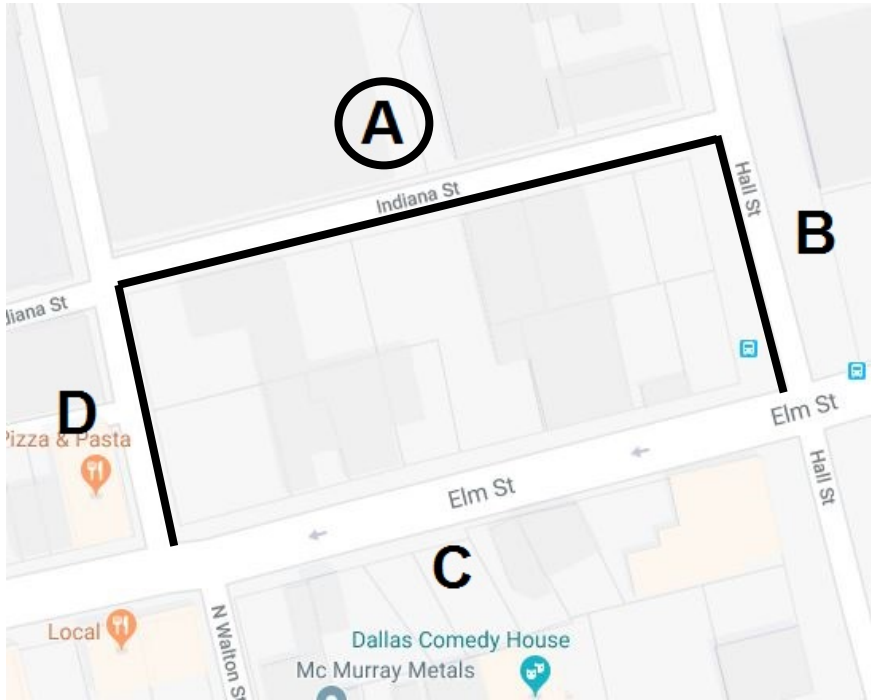 A
Indiana St
Hall St
B
diana St
D
Pizza & Pasta
Elm St
Elm St
Hall St
C
N Walton St
Local
Dallas Comedy House
Mc Murray Metals